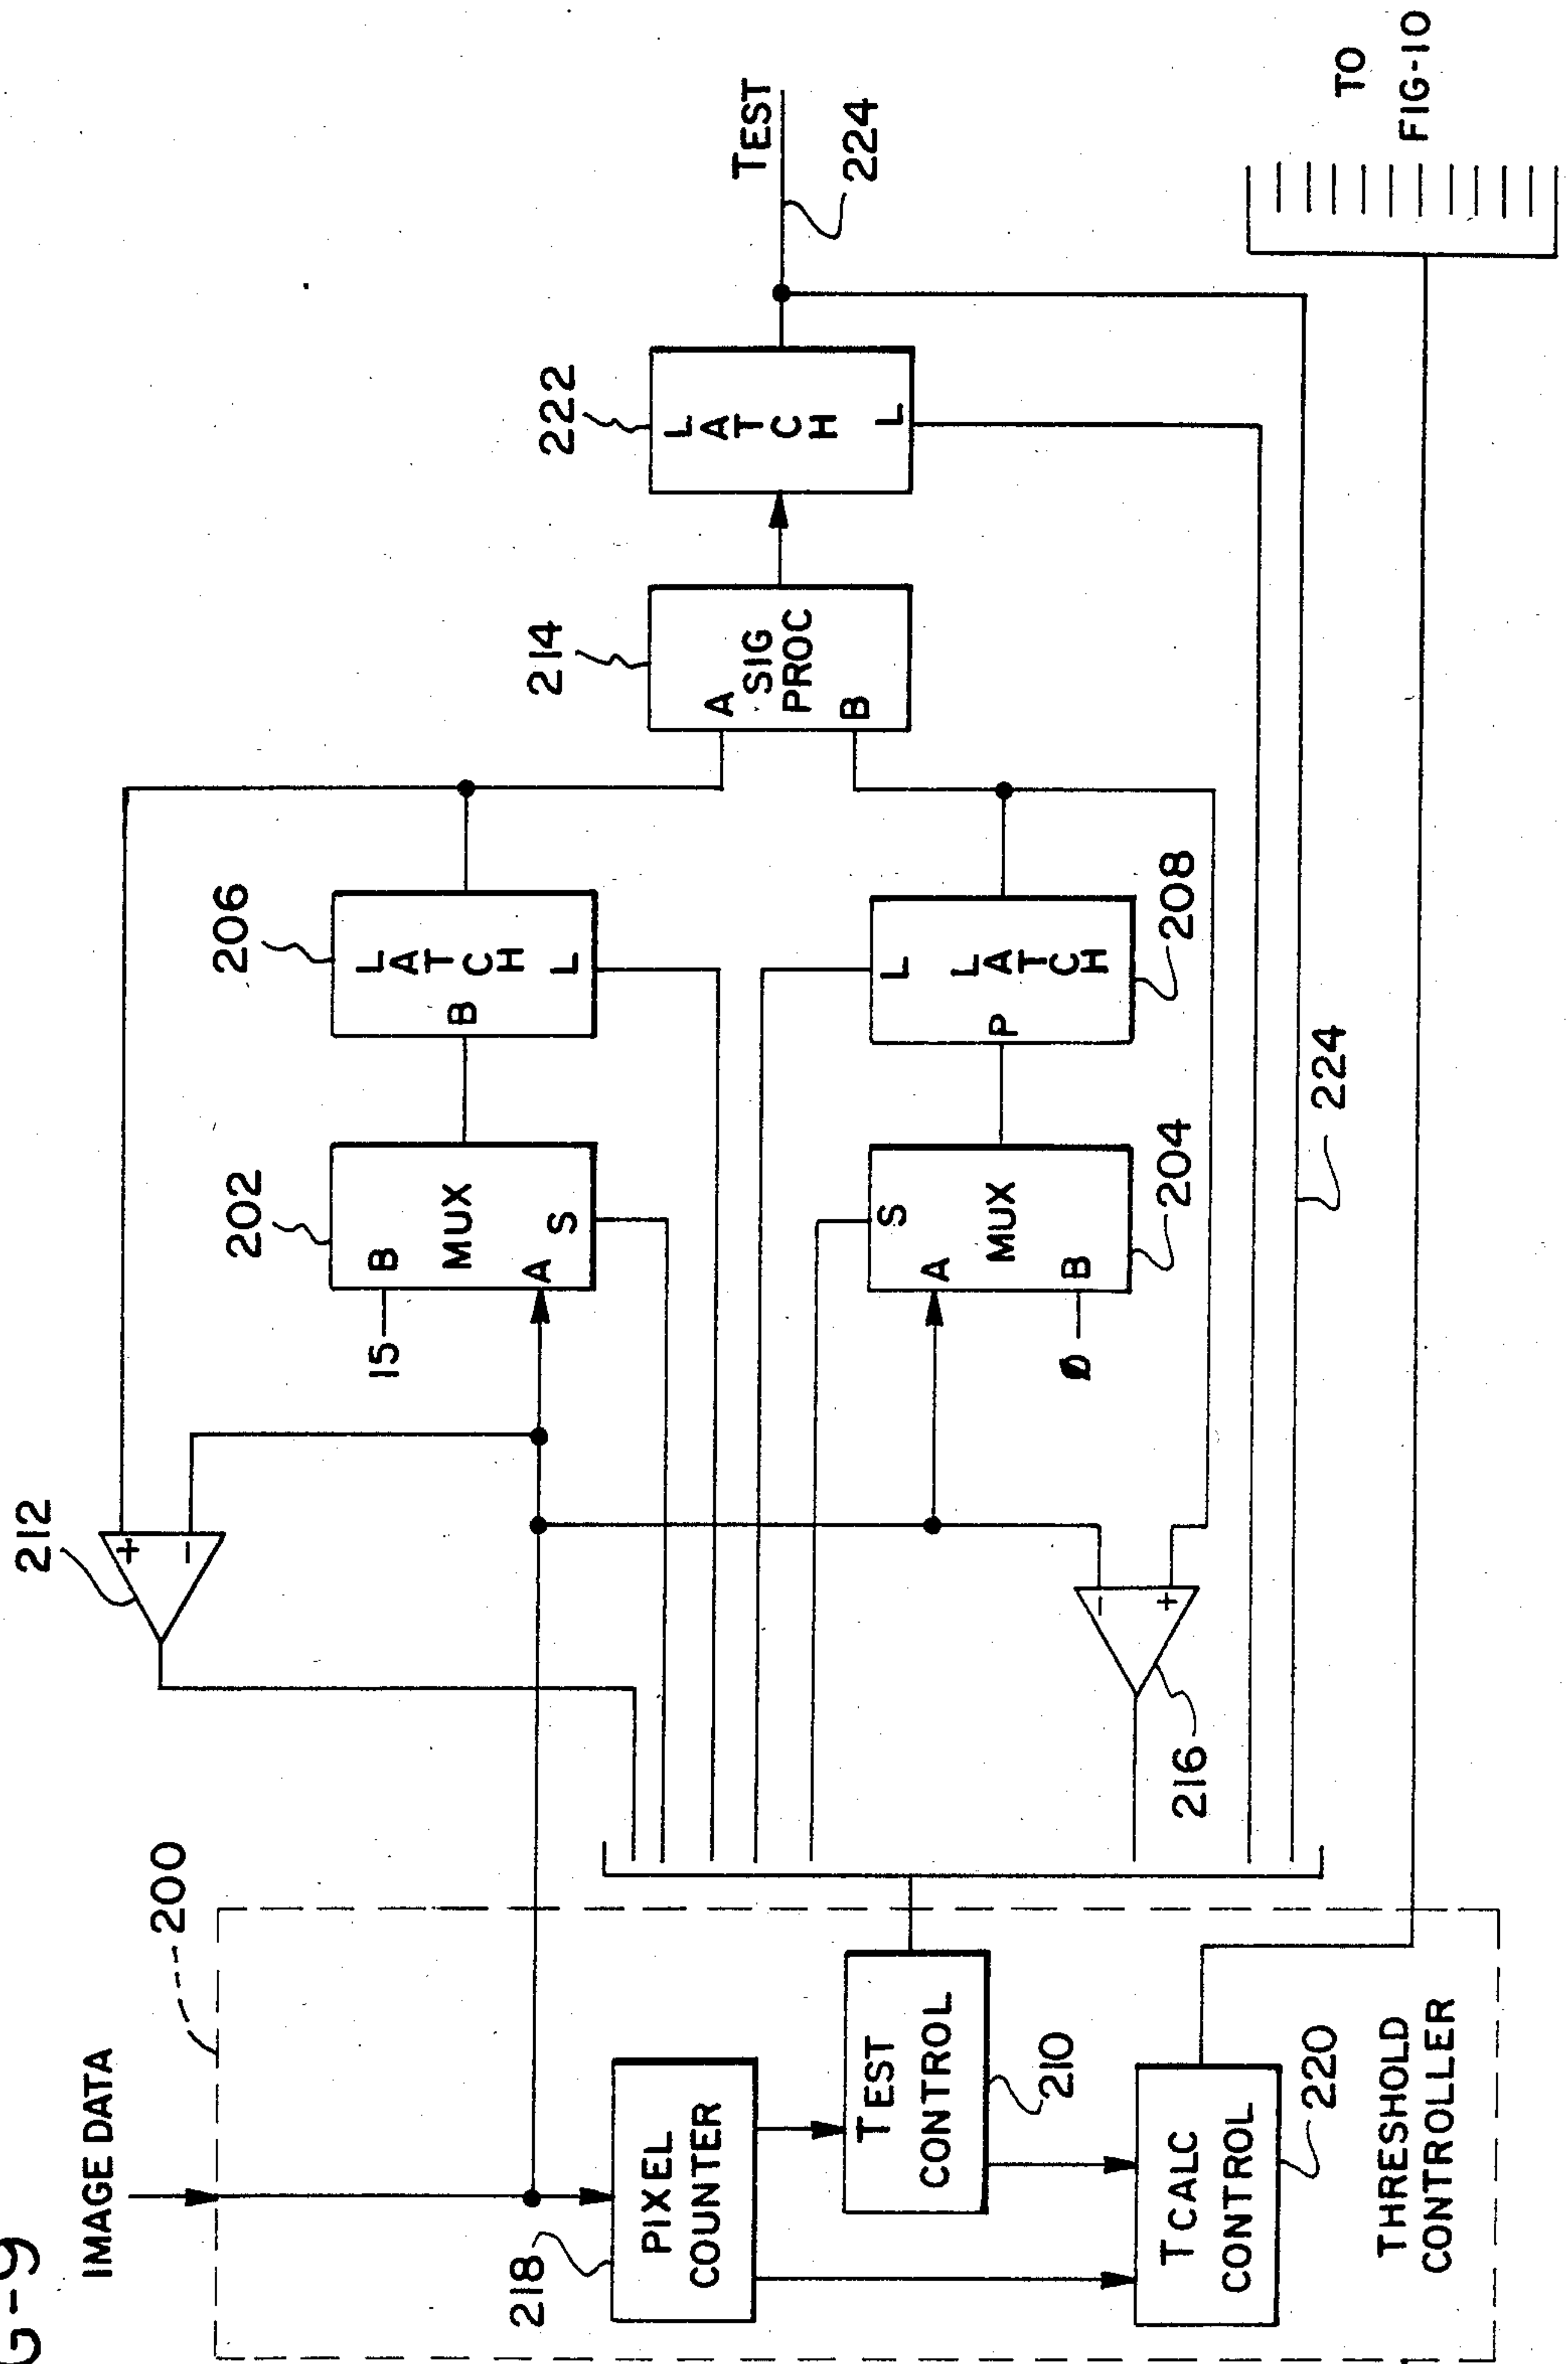 G-9
IMAGE DATA
200
218
PIXEL
COUNTER
TEST
CONTROL
210
T CALC
CONTROL
220
THRESHOLD
CONTROLLER
212
+
−
216
−
+
15
B
MUX
A
S
202
S
A
MUX
B
Ø
204
206
B
LATCH
L
L
P
LATCH
208
214
A
SIG
PROC
B
222
LATCH
L
TEST
224
224
TO
FIG-10